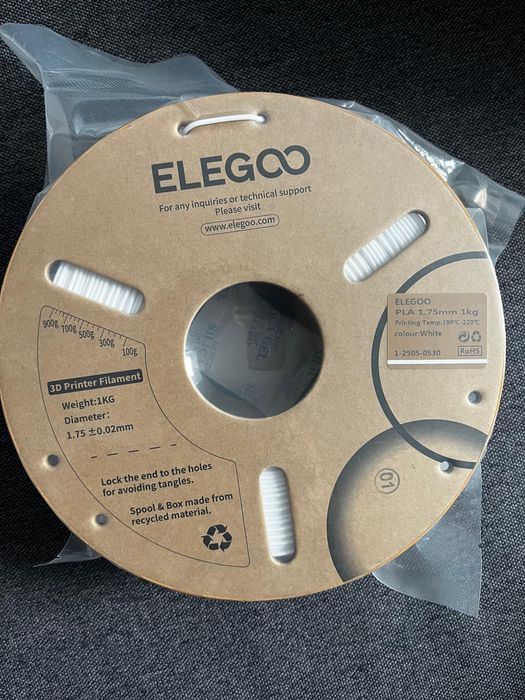 ELEGOO
For any inquiries or technical support
Please visit
www.elegoo.com
ELEGOO
PLA 1.75mm 1kg
Printing Temp:190℃-220℃
colour:White
1-2505-0530
RoHS
900g 700g 500g 300g 100g
3D Printer Filament
Weight:1KG
Diameter:
1.75 ±0.02mm
Lock the end to the holes
for avoiding tangles.
Spool & Box made from
recycled material.
01
SILICA GEL